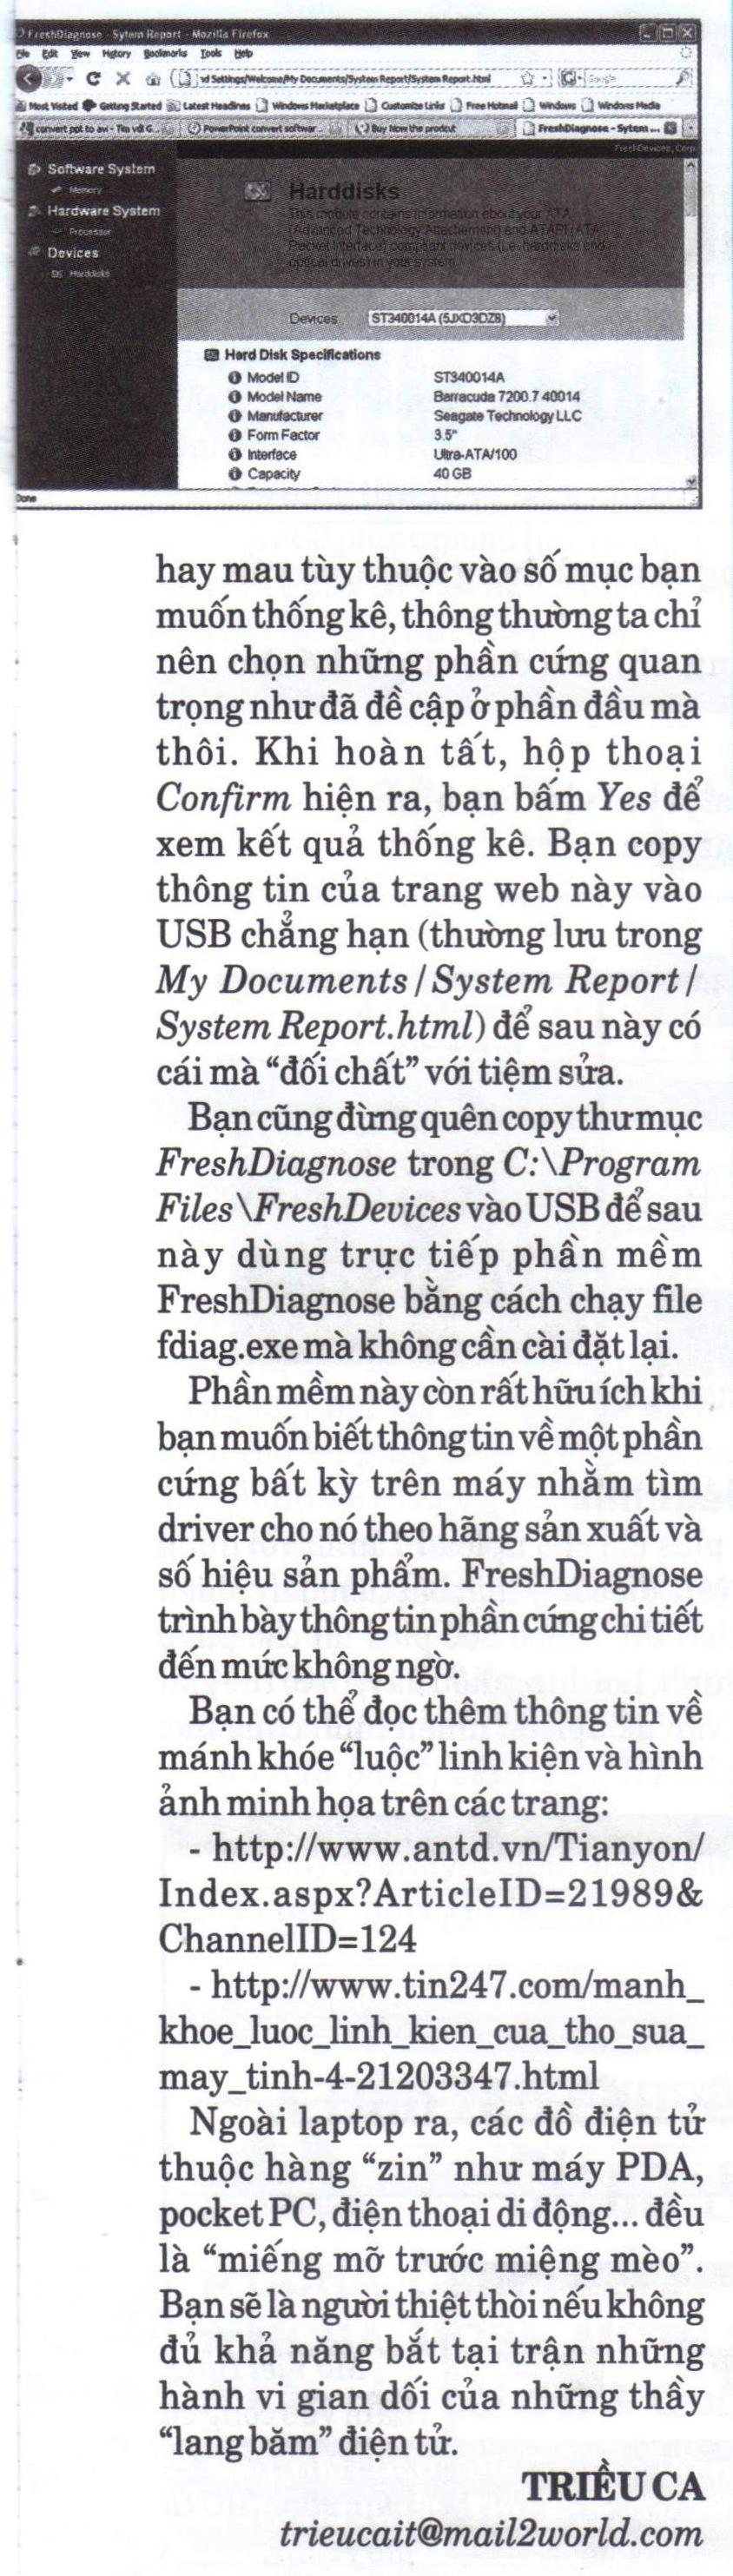 FreshDiagnose - Sytem Report - Mozilla Firefox
File Edit View History Bookmarks Tools Help
vd Settings/Welcome/My Documents/System Report/System Report.html
Google
Most Visited Getting Started Latest Headlines Windows Marketplace Customize Links Free Hotmail Windows Windows Media
convert ppt to avi - Tìm với G... PowerPoint convert softwar... Buy Now the prodcut FreshDiagnose - Sytem ...
FreshDevices, Corp.
Software System
Memory
Hardware System
Processor
Devices
Harddisks
Harddisks
This module contains information about your ATA
(Advanced Technology Attachement) and ATAPI (ATA
Packet Interface) compliant devices (i.e. harddisks and
optical drives) in your system.
Devices ST340014A (5JXD3DZ8)
Hard Disk Specifications
Model ID ST340014A
Model Name Barracuda 7200.7 40014
Manufacturer Seagate Technology LLC
Form Factor 3.5"
Interface Ultra-ATA/100
Capacity 40 GB
Done
hay mau tùy thuộc vào số mục bạn
muốn thống kê, thông thường ta chỉ
nên chọn những phần cứng quan
trọng như đã đề cập ở phần đầu mà
thôi. Khi hoàn tất, hộp thoại
Confirm hiện ra, bạn bấm Yes để
xem kết quả thống kê. Bạn copy
thông tin của trang web này vào
USB chẳng hạn (thường lưu trong
My Documents/System Report/
System Report.html) để sau này có
cái mà “đối chất” với tiệm sửa.
Bạn cũng đừng quên copy thư mục
FreshDiagnose trong C:\Program
Files\FreshDevices vào USB để sau
này dùng trực tiếp phần mềm
FreshDiagnose bằng cách chạy file
fdiag.exe mà không cần cài đặt lại.
Phần mềm này còn rất hữu ích khi
bạn muốn biết thông tin về một phần
cứng bất kỳ trên máy nhằm tìm
driver cho nó theo hãng sản xuất và
số hiệu sản phẩm. FreshDiagnose
trình bày thông tin phần cứng chi tiết
đến mức không ngờ.
Bạn có thể đọc thêm thông tin về
mánh khóe “luộc” linh kiện và hình
ảnh minh họa trên các trang:
- http://www.antd.vn/Tianyon/
Index.aspx?ArticleID=21989&
ChannelID=124
- http://www.tin247.com/manh_
khoe_luoc_linh_kien_cua_tho_sua_
may_tinh-4-21203347.html
Ngoài laptop ra, các đồ điện tử
thuộc hàng “zin” như máy PDA,
pocket PC, điện thoại di động... đều
là “miếng mỡ trước miệng mèo”.
Bạn sẽ là người thiệt thòi nếu không
đủ khả năng bắt tại trận những
hành vi gian dối của những thầy
“lang băm” điện tử.
TRIỀU CA
trieucait@mail2world.com